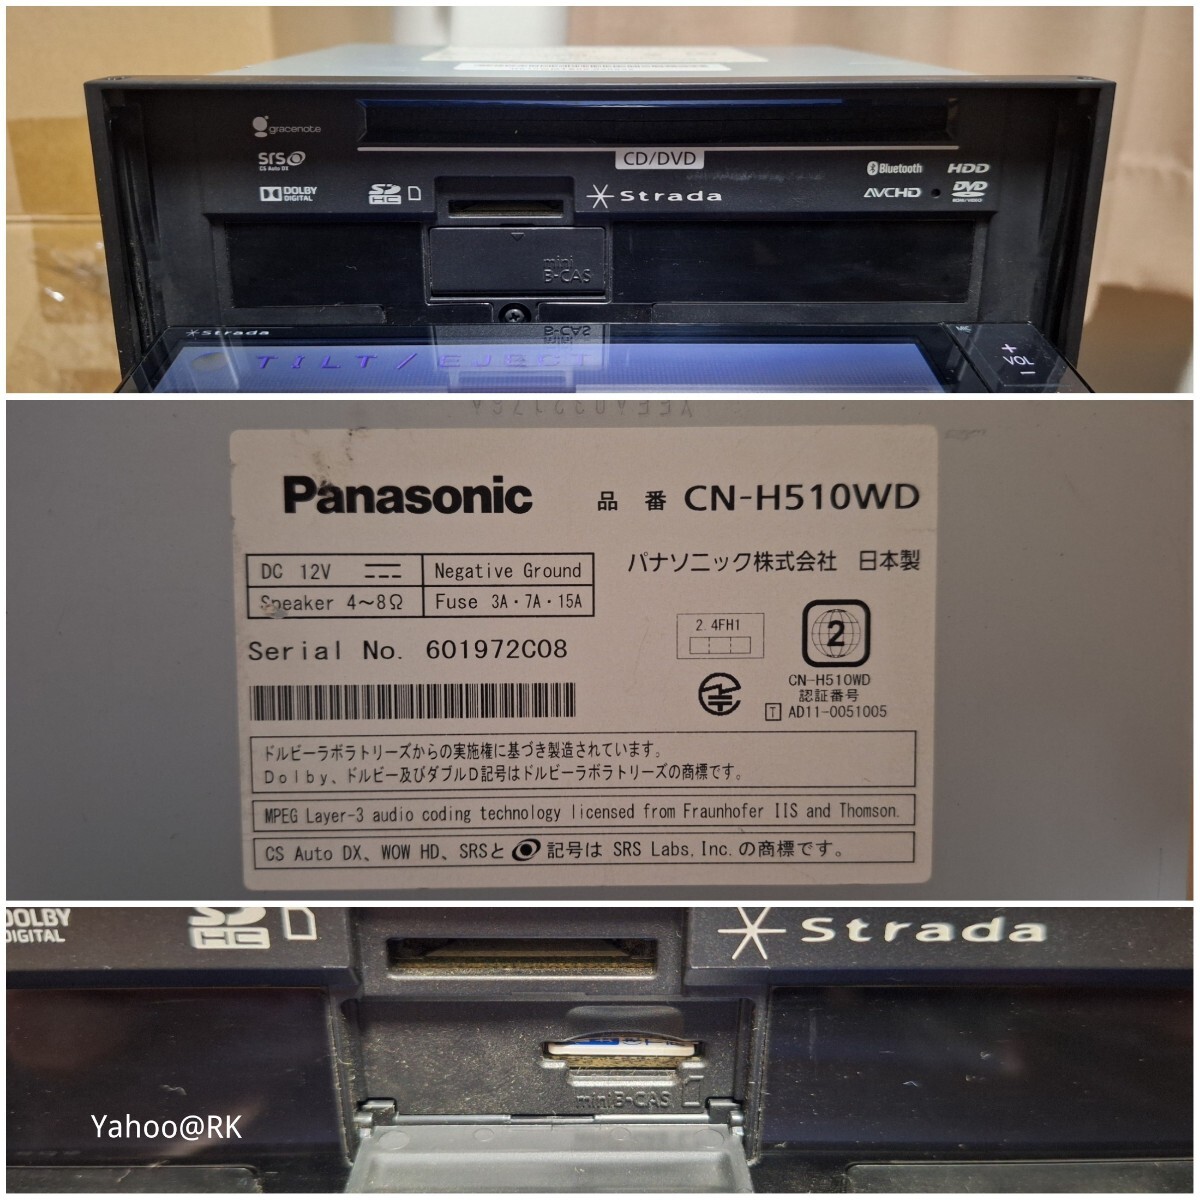 gracenote
SRS
CS Auto DX
DOLBY
DIGITAL
SD
HC
CD/DVD
Strada
Bluetooth
HDD
AVCHD
DVD
mini
B-CAS
Strada
MIC
TILT / EJECT
+
VOL
−
Panasonic
品 番 CN-H510WD
DC 12V
Negative Ground
Speaker 4～8Ω
Fuse 3A・7A・15A
パナソニック株式会社 日本製
Serial No. 601972C08
2.4FH1
2
CN-H510WD
認証番号
T AD11-0051005
ドルビーラボラトリーズからの実施権に基づき製造されています。
Dolby、ドルビー及びダブルD記号はドルビーラボラトリーズの商標です。
MPEG Layer-3 audio coding technology licensed from Fraunhofer IIS and Thomson.
CS Auto DX、WOW HD、SRSと 記号は SRS Labs,Inc.の商標です。
DOLBY
DIGITAL
SD
HC
Strada
miniB-CAS
Yahoo@RK